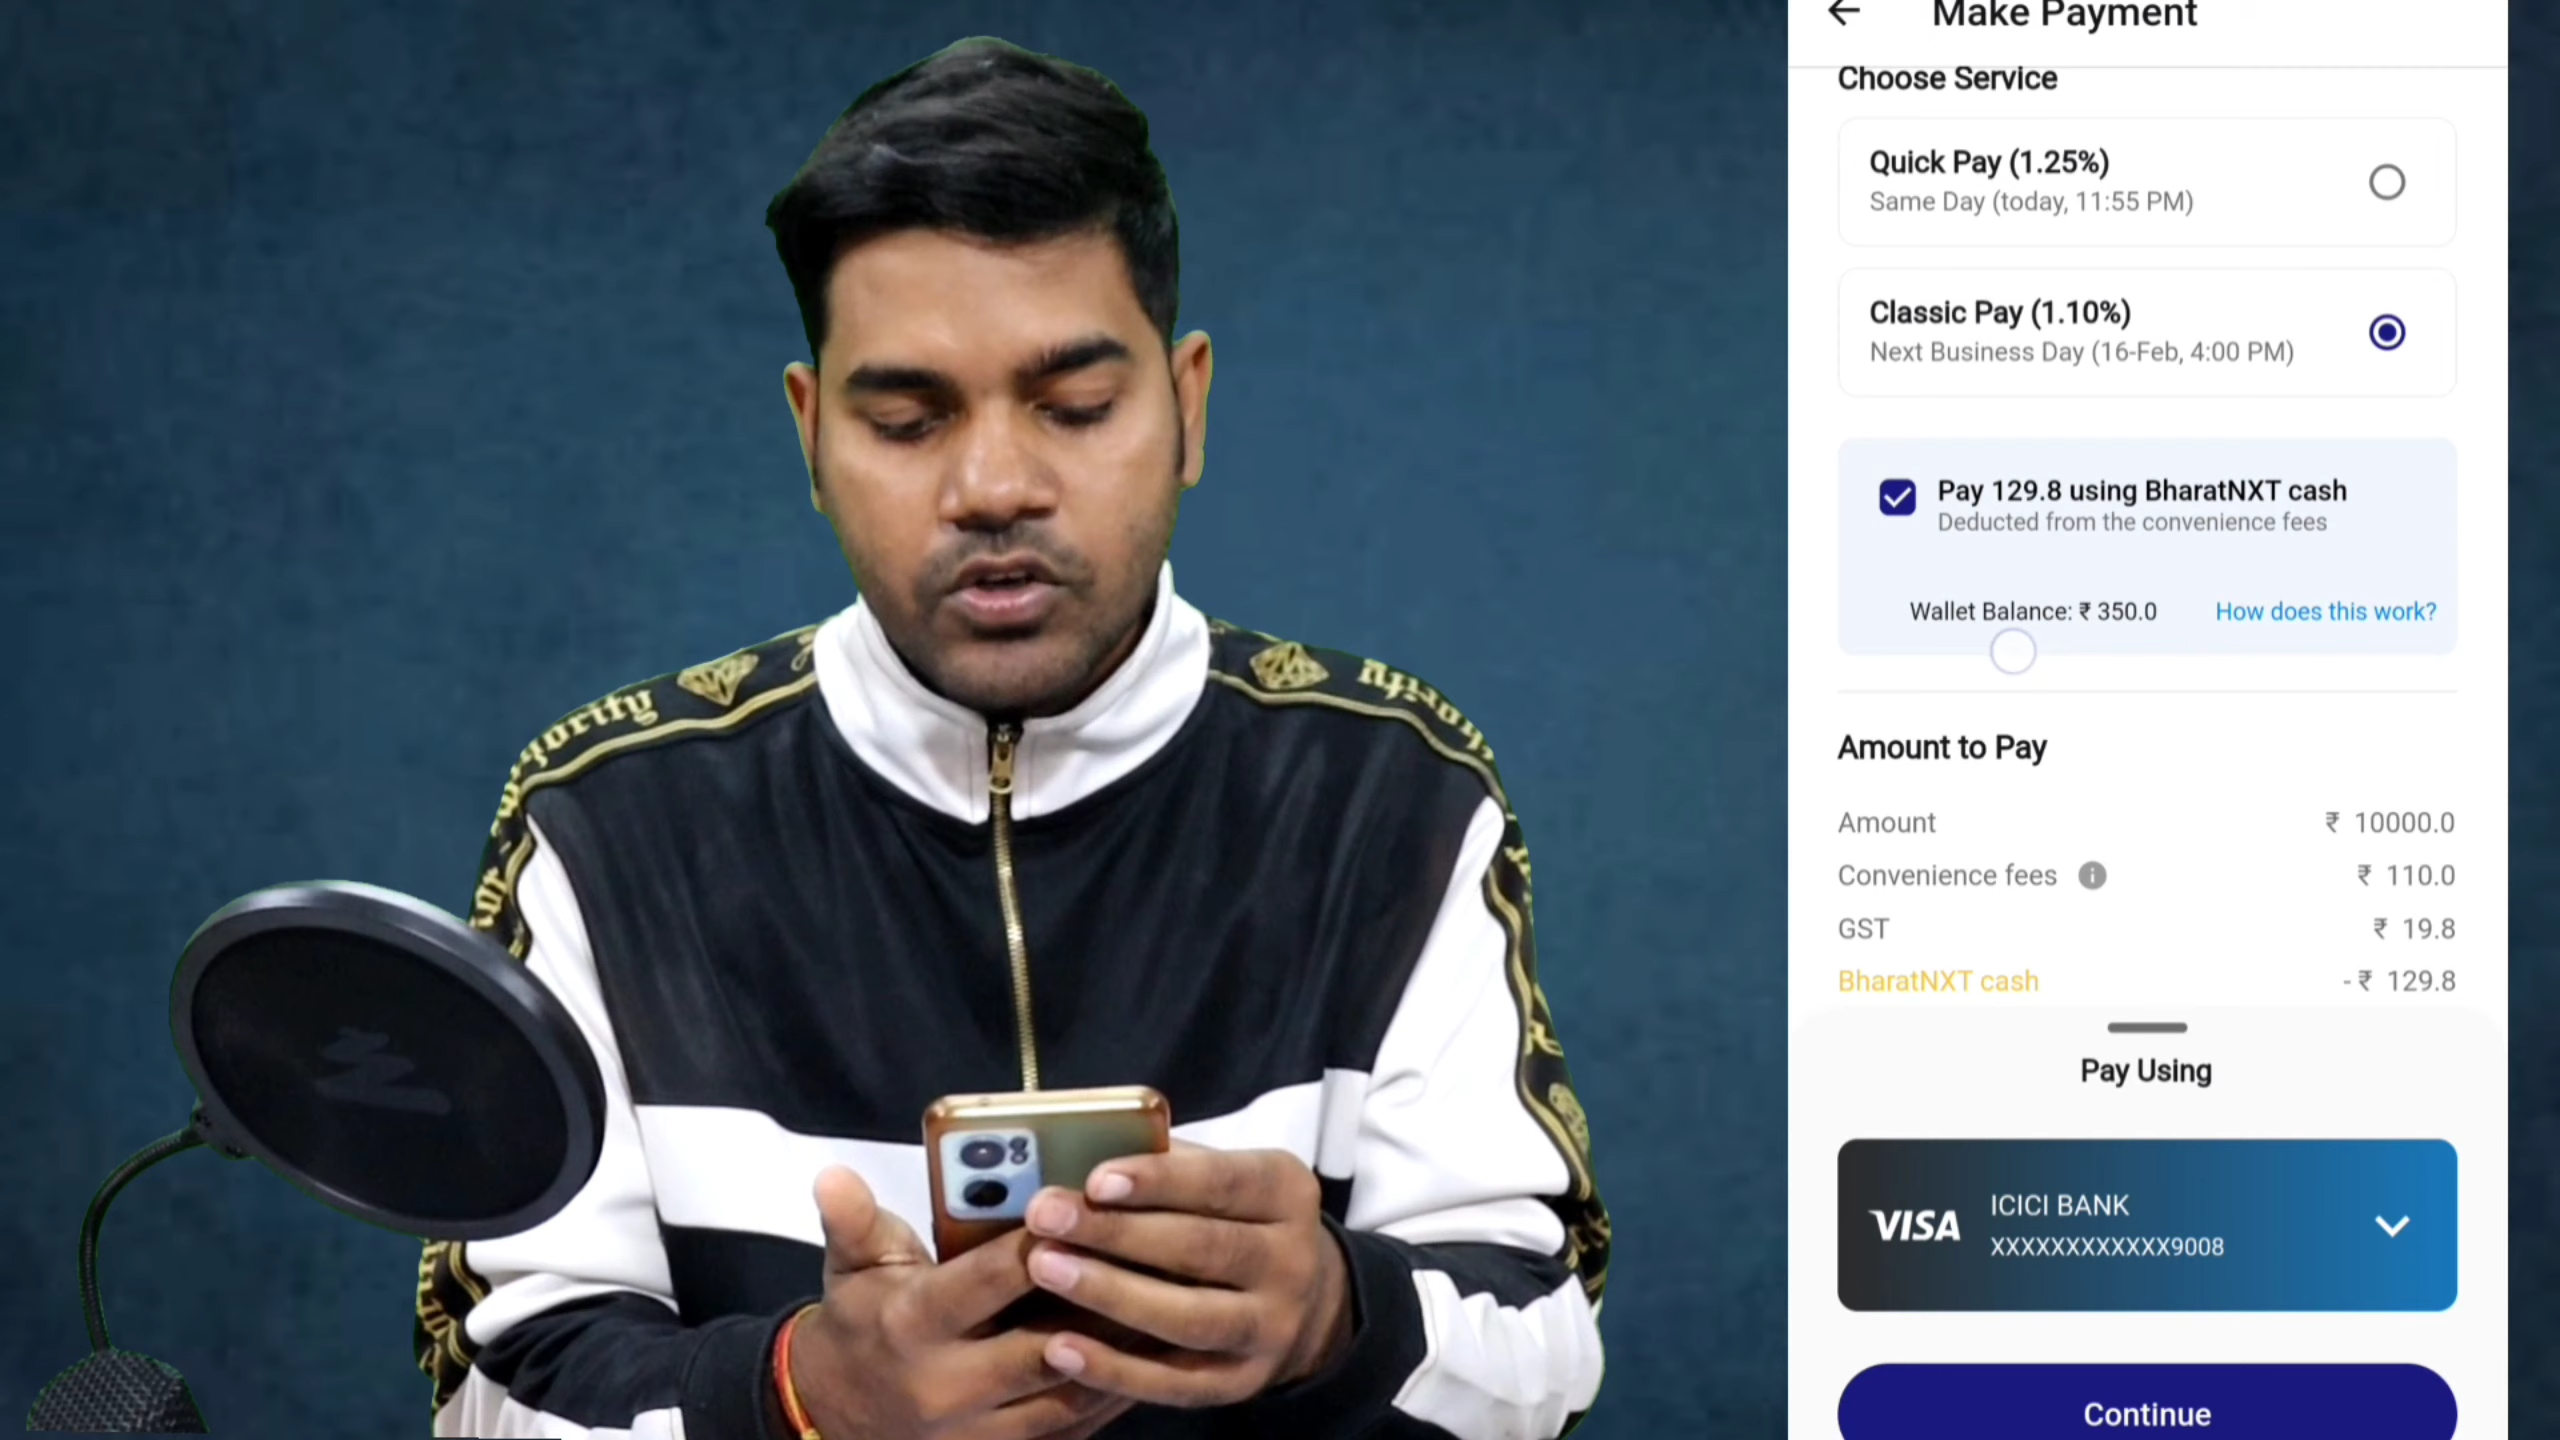 Make Payment
Choose Service
Quick Pay (1.25%)
Same Day (today, 11:55 PM)
Classic Pay (1.10%)
Next Business Day (16-Feb, 4:00 PM)
Pay 129.8 using BharatNXT cash
Deducted from the convenience fees
Wallet Balance: ₹ 350.0 How does this work?
Amount to Pay
Amount ₹ 10000.0
Convenience fees ₹ 110.0
GST ₹ 19.8
BharatNXT cash -₹ 129.8
Pay Using
VISA
ICICI BANK
XXXXXXXXXXXX9008
Continue